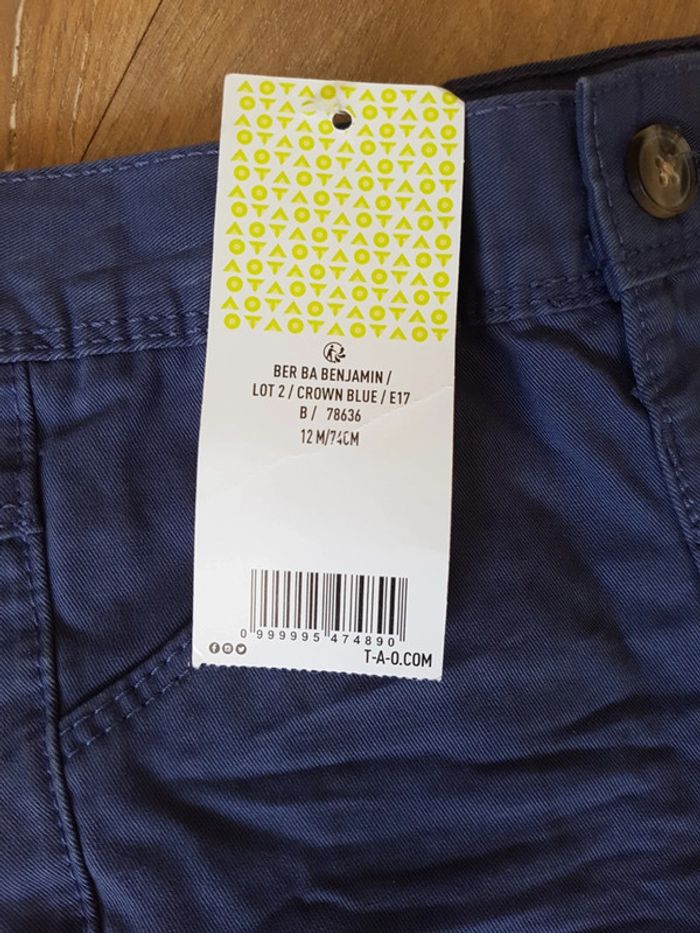 BER BA BENJAMIN /
LOT 2 / CROWN BLUE / E17
B / 78636
12 M/74CM
0 999995 474890
T-A-O.COM